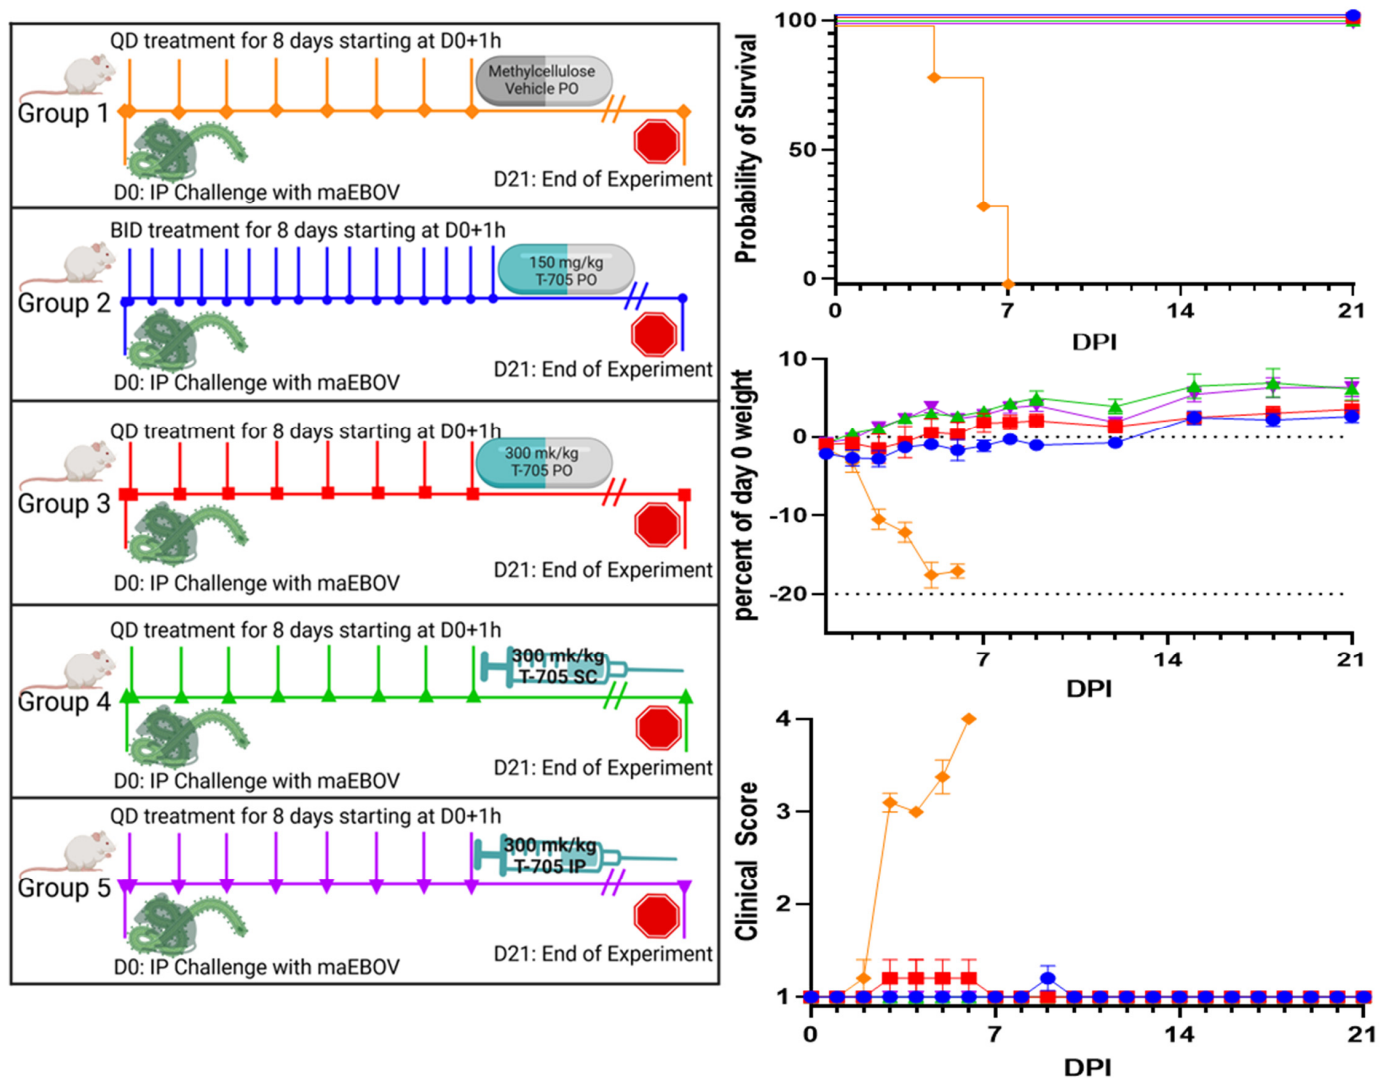 QD treatment for 8 days starting at D0+1h
Methylcellulose
Vehicle PO
Group 1
D21: End of Experiment
D0: IP Challenge with maEBOV
BID treatment for 8 days starting at D0+1h
150 mg/kg
T-705 PO
Group 2
D21: End of Experiment
D0: IP Challenge with maEBOV
QD treatment for 8 days starting at D0+1h
300 mk/kg
T-705 PO
Group 3
D21: End of Experiment
D0: IP Challenge with maEBOV
QD treatment for 8 days starting at D0+1h
300 mk/kg
T-705 SC
Group 4
D21: End of Experiment
D0: IP Challenge with maEBOV
QD treatment for 8 days starting at D0+1h
300 mk/kg
T-705 IP
Group 5
D21: End of Experiment
D0: IP Challenge with maEBOV
Probability of Survival
100
50
0
0 7 14 21
DPI
percent of day 0 weight
10
0
-10
-20
7 14 21
DPI
Clinical Score
4
3
2
1
0 7 14 21
DPI